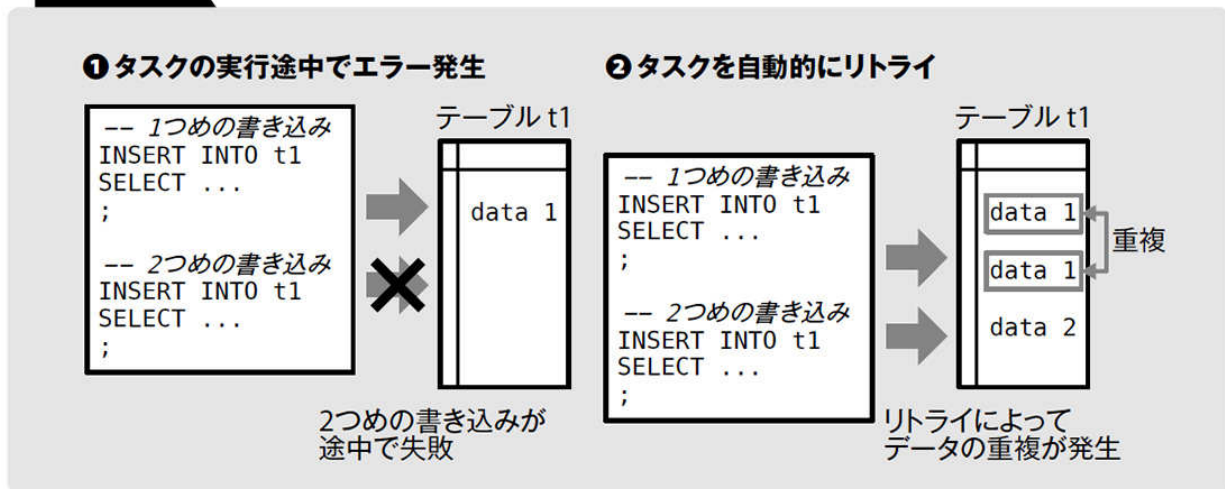 ❶タスクの実行途中でエラー発生
-- 1つめの書き込み
INSERT INTO t1
SELECT ...
;
-- 2つめの書き込み
INSERT INTO t1
SELECT ...
;
テーブル t1
data 1
2つめの書き込みが
途中で失敗
❷タスクを自動的にリトライ
-- 1つめの書き込み
INSERT INTO t1
SELECT ...
;
-- 2つめの書き込み
INSERT INTO t1
SELECT ...
;
テーブル t1
data 1
data 1
重複
data 2
リトライによって
データの重複が発生